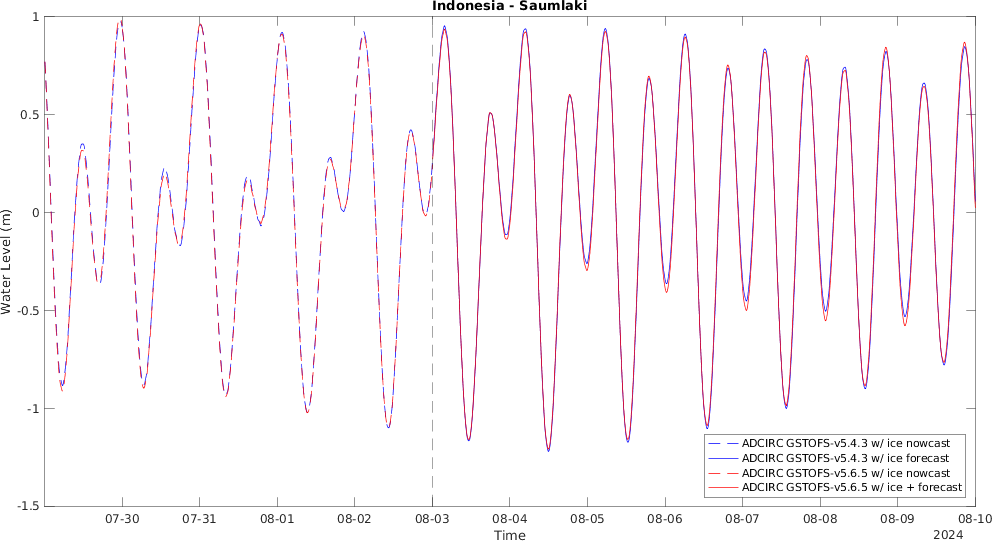 Indonesia - Saumlaki
1
0.5
0
-0.5
-1
-1.5
Water Level (m)
ADCIRC GSTOFS-v5.4.3 w/ ice nowcast
ADCIRC GSTOFS-v5.4.3 w/ ice forecast
ADCIRC GSTOFS-v5.6.5 w/ ice nowcast
ADCIRC GSTOFS-v5.6.5 w/ ice + forecast
07-30 07-31 08-01 08-02 08-03 08-04 08-05 08-06 08-07 08-08 08-09 08-10
Time
2024